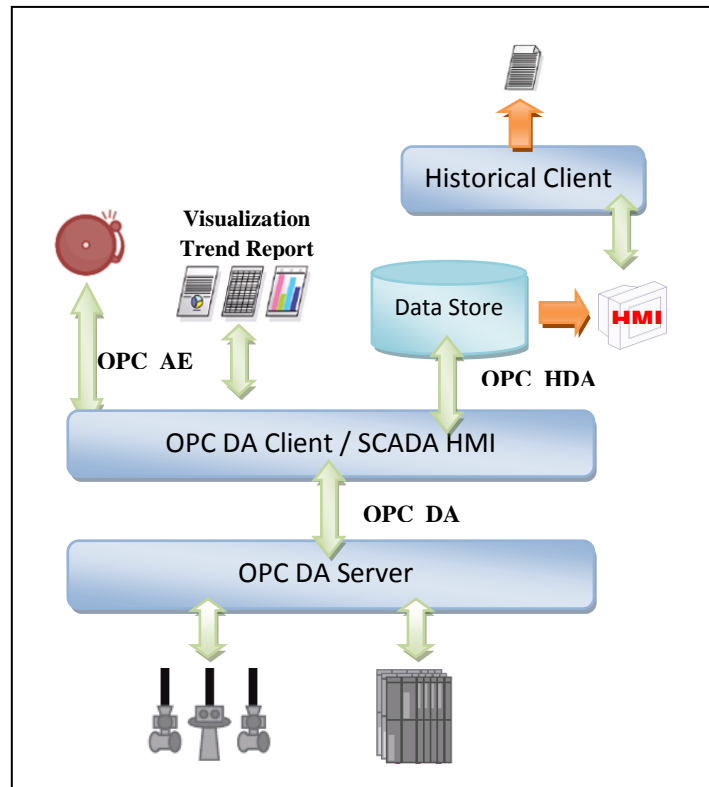 Historical Client
Visualization
Trend Report
Data Store
HMI
OPC AE
OPC HDA
OPC DA Client / SCADA HMI
OPC DA
OPC DA Server